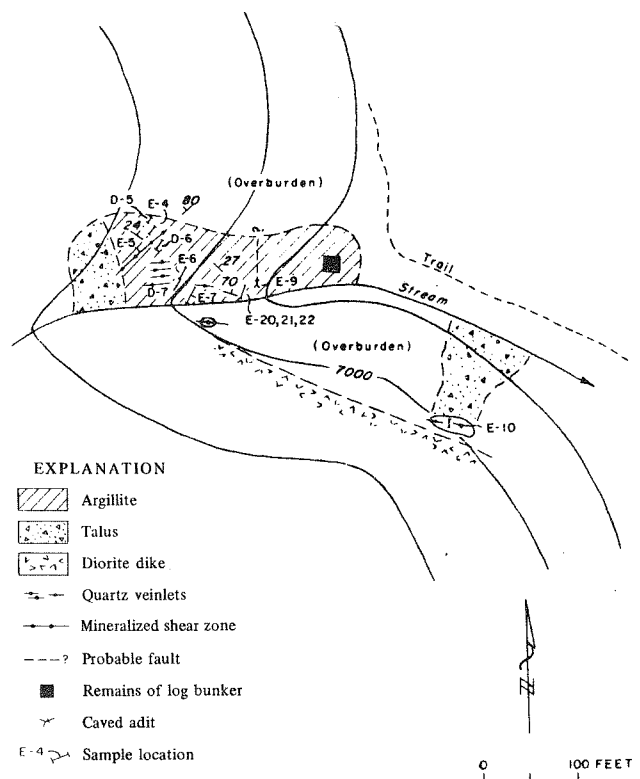 (Overburden)
D-5
E-4
80
24
E-5
D-6
E-6
?
27
D-7
E-7
70
E-9
E-20,21,22
Trail
Stream
(Overburden)
7000
E-10
EXPLANATION
Argillite
Talus
Diorite dike
Quartz veinlets
Mineralized shear zone
? Probable fault
Remains of log bunker
Caved adit
E-4 Sample location
N
0 100 FEET